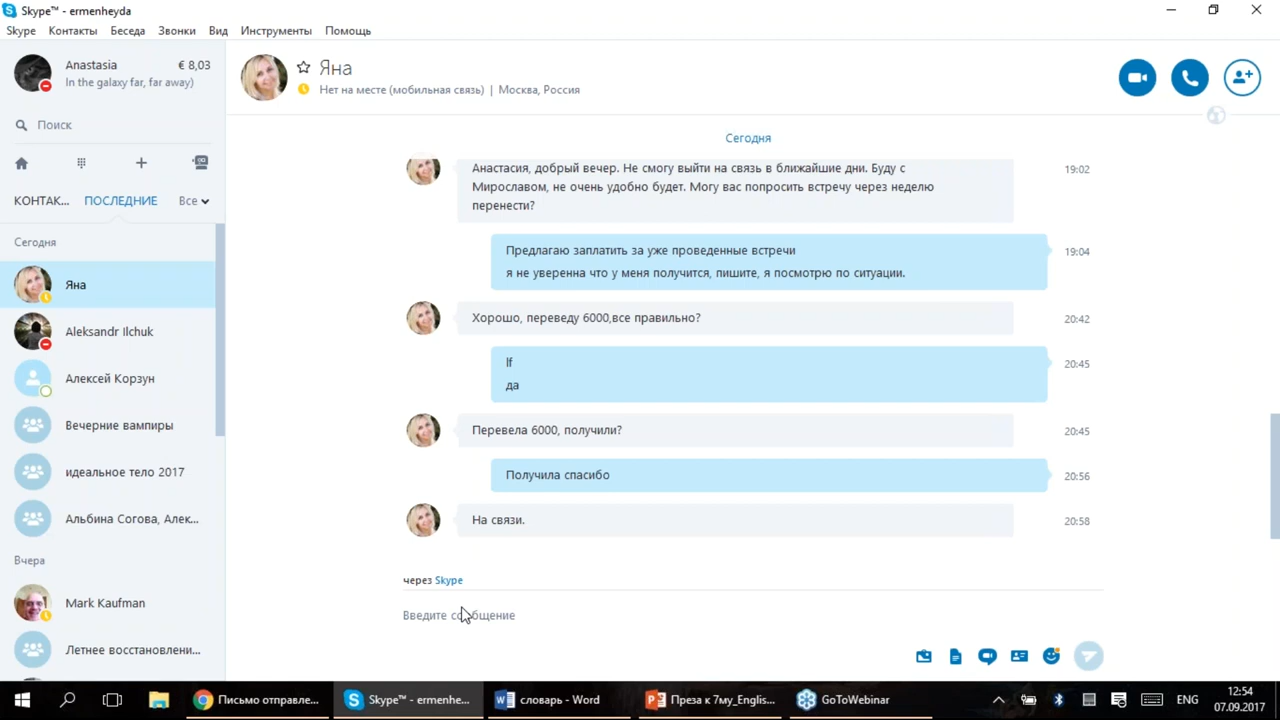 Skype™ - ermenheyda
Skype Контакты Беседа Звонки Вид Инструменты Помощь
Anastasia € 8,03
In the galaxy far, far away)
Поиск
КОНТАК... ПОСЛЕДНИЕ Все
Сегодня
Яна
Aleksandr Ilchuk
Алексей Корзун
Вечерние вампиры
идеальное тело 2017
Альбина Согова, Алек...
Вчера
Mark Kaufman
Летнее восстановлени...
Яна
Нет на месте (мобильная связь) | Москва, Россия
Сегодня
Анастасия, добрый вечер. Не смогу выйти на связь в ближайшие дни. Буду с 19:02
Мирославом, не очень удобно будет. Могу вас попросить встречу через неделю
перенести?
Предлагаю заплатить за уже проведенные встречи 19:04
я не уверенна что у меня получится, пишите, я посмотрю по ситуации.
Хорошо, переведу 6000,все правильно? 20:42
lf 20:45
да
Перевела 6000, получили? 20:45
Получила спасибо 20:56
На связи. 20:58
через Skype
Введите сообщение
Письмо отправле... Skype™ - ermenhe... словарь - Word Преза к 7му_Englis... GoToWebinar ENG 12:54
07.09.2017